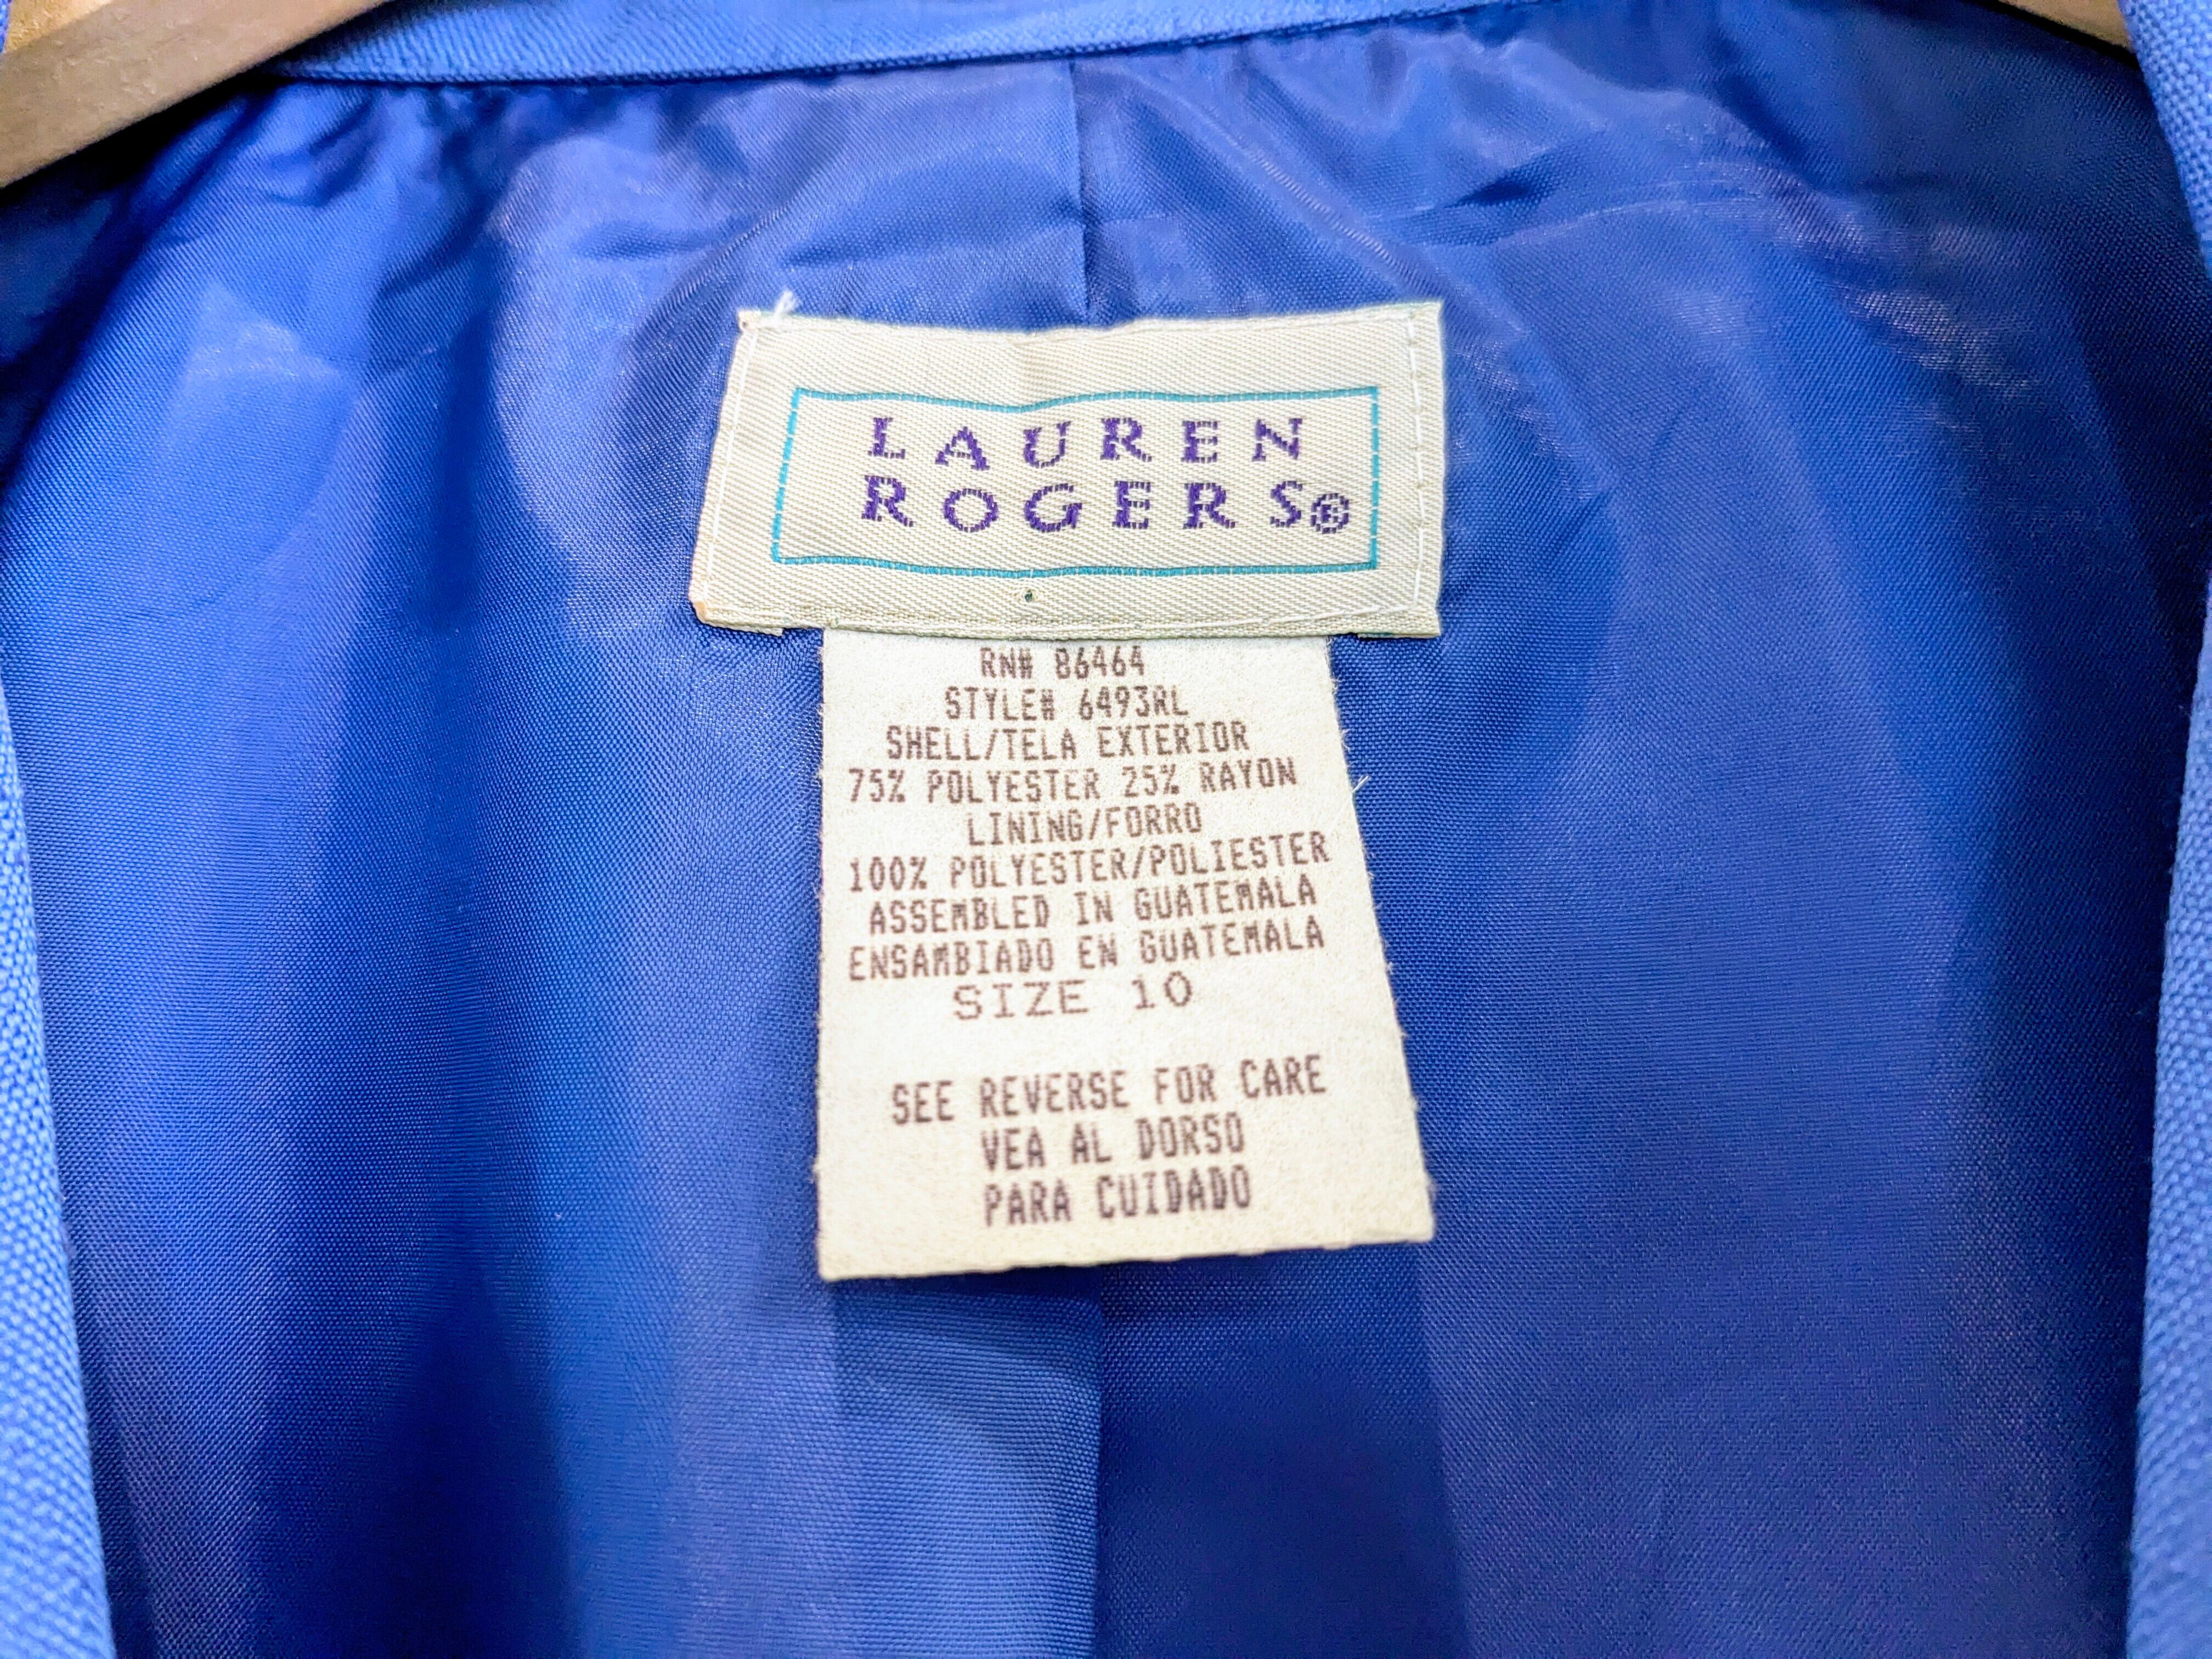 LAUREN
ROGERS®
RN# 86464
STYLE# 6493RL
SHELL/TELA EXTERIOR
75% POLYESTER 25% RAYON
LINING/FORRO
100% POLYESTER/POLIESTER
ASSEMBLED IN GUATEMALA
ENSAMBIADO EN GUATEMALA
SIZE 10
SEE REVERSE FOR CARE
VEA AL DORSO
PARA CUIDADO